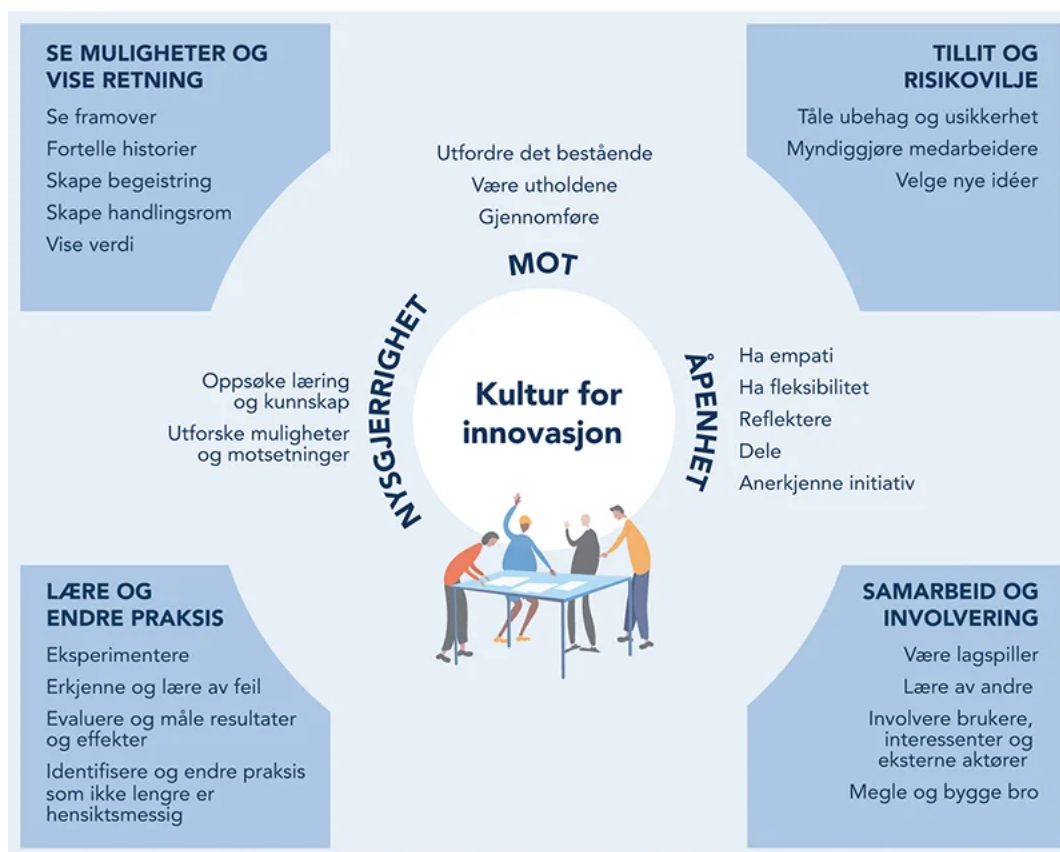 SE MULIGHETER OG
VISE RETNING
Se framover
Fortelle historier
Skape begeistring
Skape handlingsrom
Vise verdi
TILLIT OG
RISIKOVILJE
Tåle ubehag og usikkerhet
Myndiggjøre medarbeidere
Velge nye idéer
Utfordre det bestående
Være utholdene
Gjennomføre
MOT
NYSGJERRIGHET
Oppsøke læring
og kunnskap
Utforske muligheter
og motsetninger
Kultur for
innovasjon
ÅPENHET
Ha empati
Ha fleksibilitet
Reflektere
Dele
Anerkjenne initiativ
LÆRE OG
ENDRE PRAKSIS
Eksperimentere
Erkjenne og lære av feil
Evaluere og måle resultater
og effekter
Identifisere og endre praksis
som ikke lengre er
hensiktsmessig
SAMARBEID OG
INVOLVERING
Være lagspiller
Lære av andre
Involvere brukere,
interessenter og
eksterne aktører
Megle og bygge bro